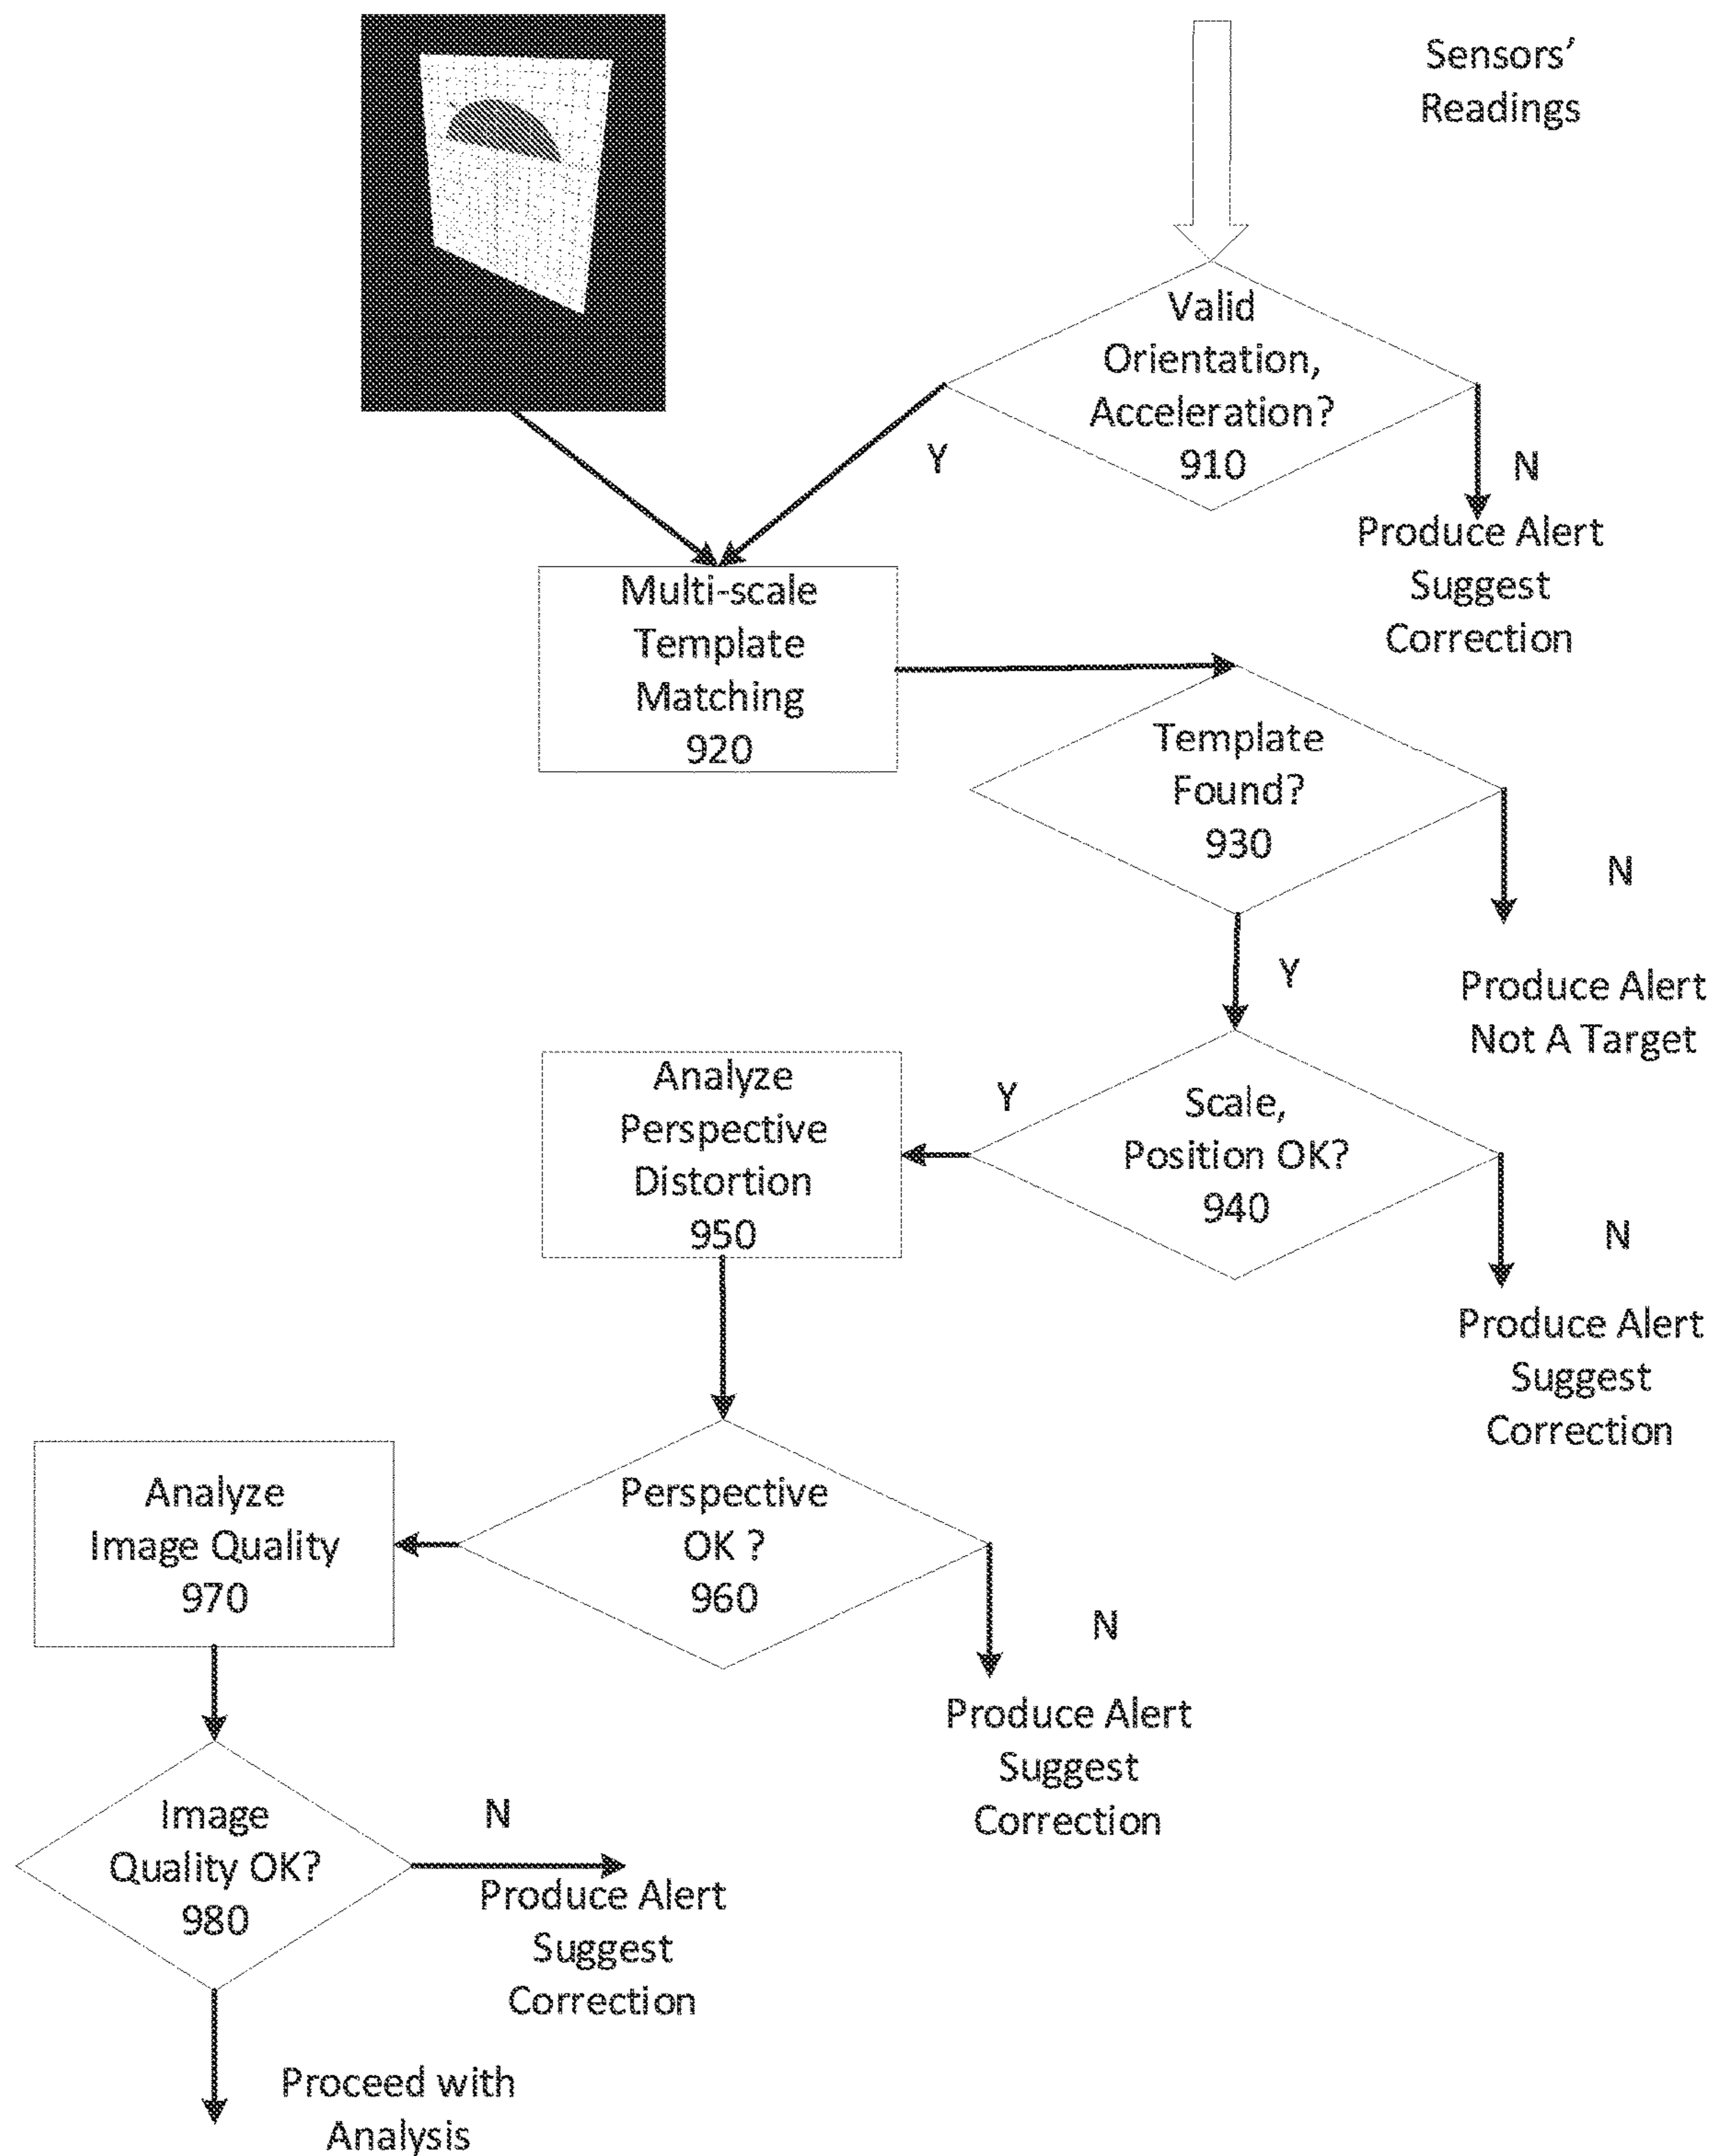 Sensors’
Readings
Valid
Orientation,
Acceleration?
910
Y
N
Produce Alert
Suggest
Correction
Multi-scale
Template
Matching
920
Template
Found?
930
N
Y
Produce Alert
Not A Target
Analyze
Perspective
Distortion
950
Y
Scale,
Position OK?
940
N
Produce Alert
Suggest
Correction
Analyze
Image Quality
970
Perspective
OK ?
960
N
Produce Alert
Suggest
Correction
Image
Quality OK?
980
N
Produce Alert
Suggest
Correction
Proceed with
Analysis